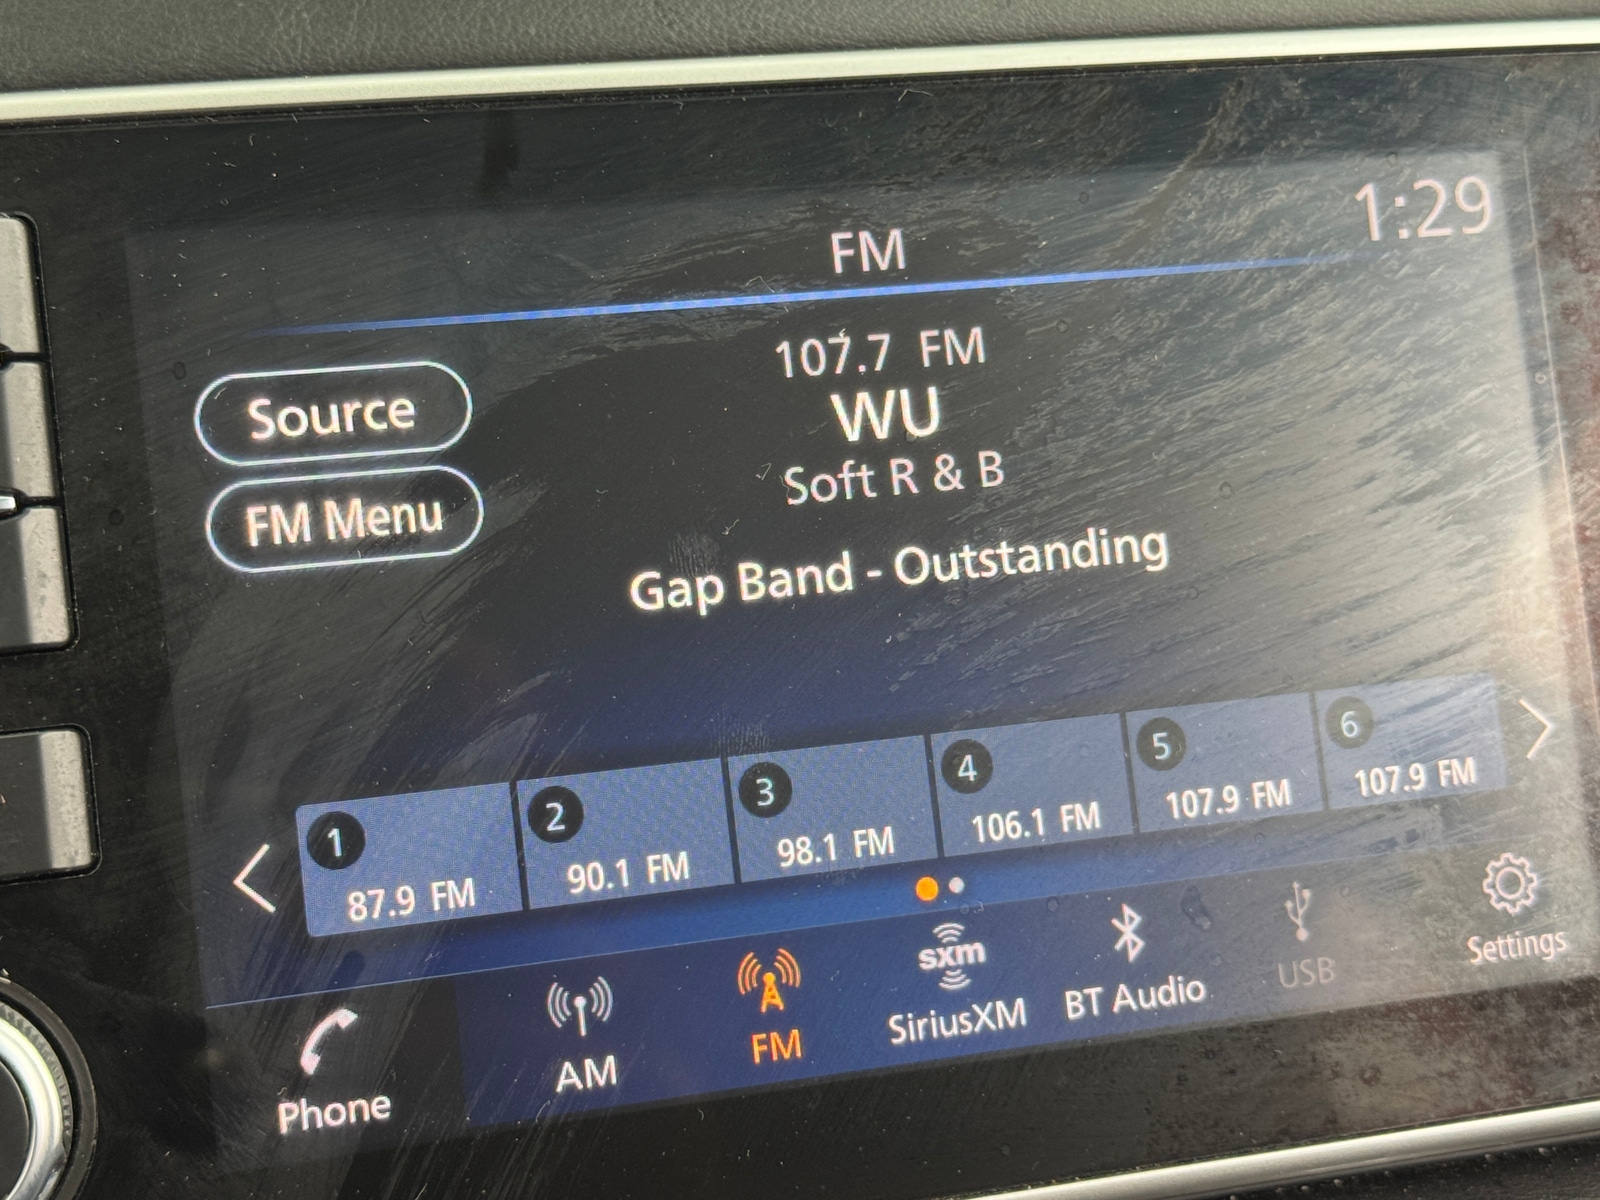 1:29
FM
107.7 FM
WU
Soft R & B
Gap Band - Outstanding
Source
FM Menu
1
87.9 FM
2
90.1 FM
3
98.1 FM
4
106.1 FM
5
107.9 FM
6
107.9 FM
Phone
AM
FM
sxm
SiriusXM
BT Audio
USB
Settings